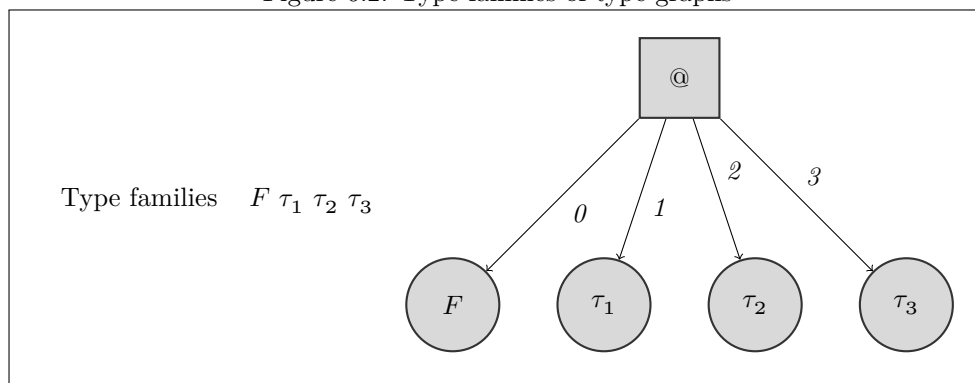 Figure 6.2: Type families of type graphs
@
2
3
Type families F τ₁ τ₂ τ₃
0
1
F
τ₁
τ₂
τ₃